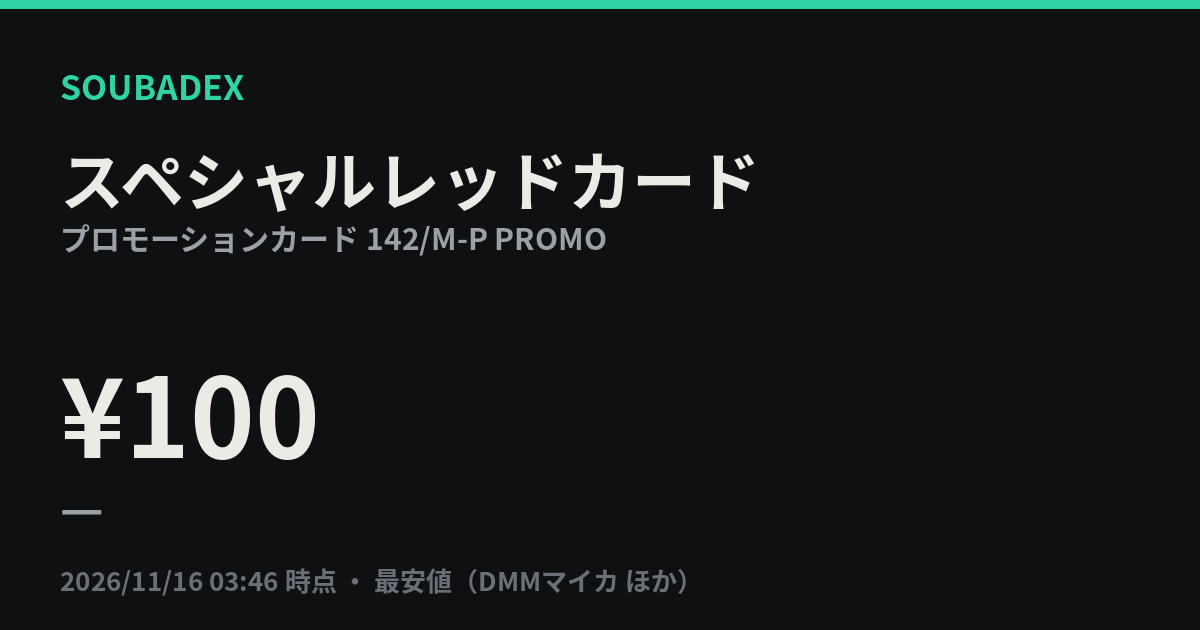 SOUBADEX
スペシャルレッドカード
プロモーションカード 142/M-P PROMO
¥100
—
2026/11/16 03:46 時点 ・ 最安値（DMMマイカ ほか）